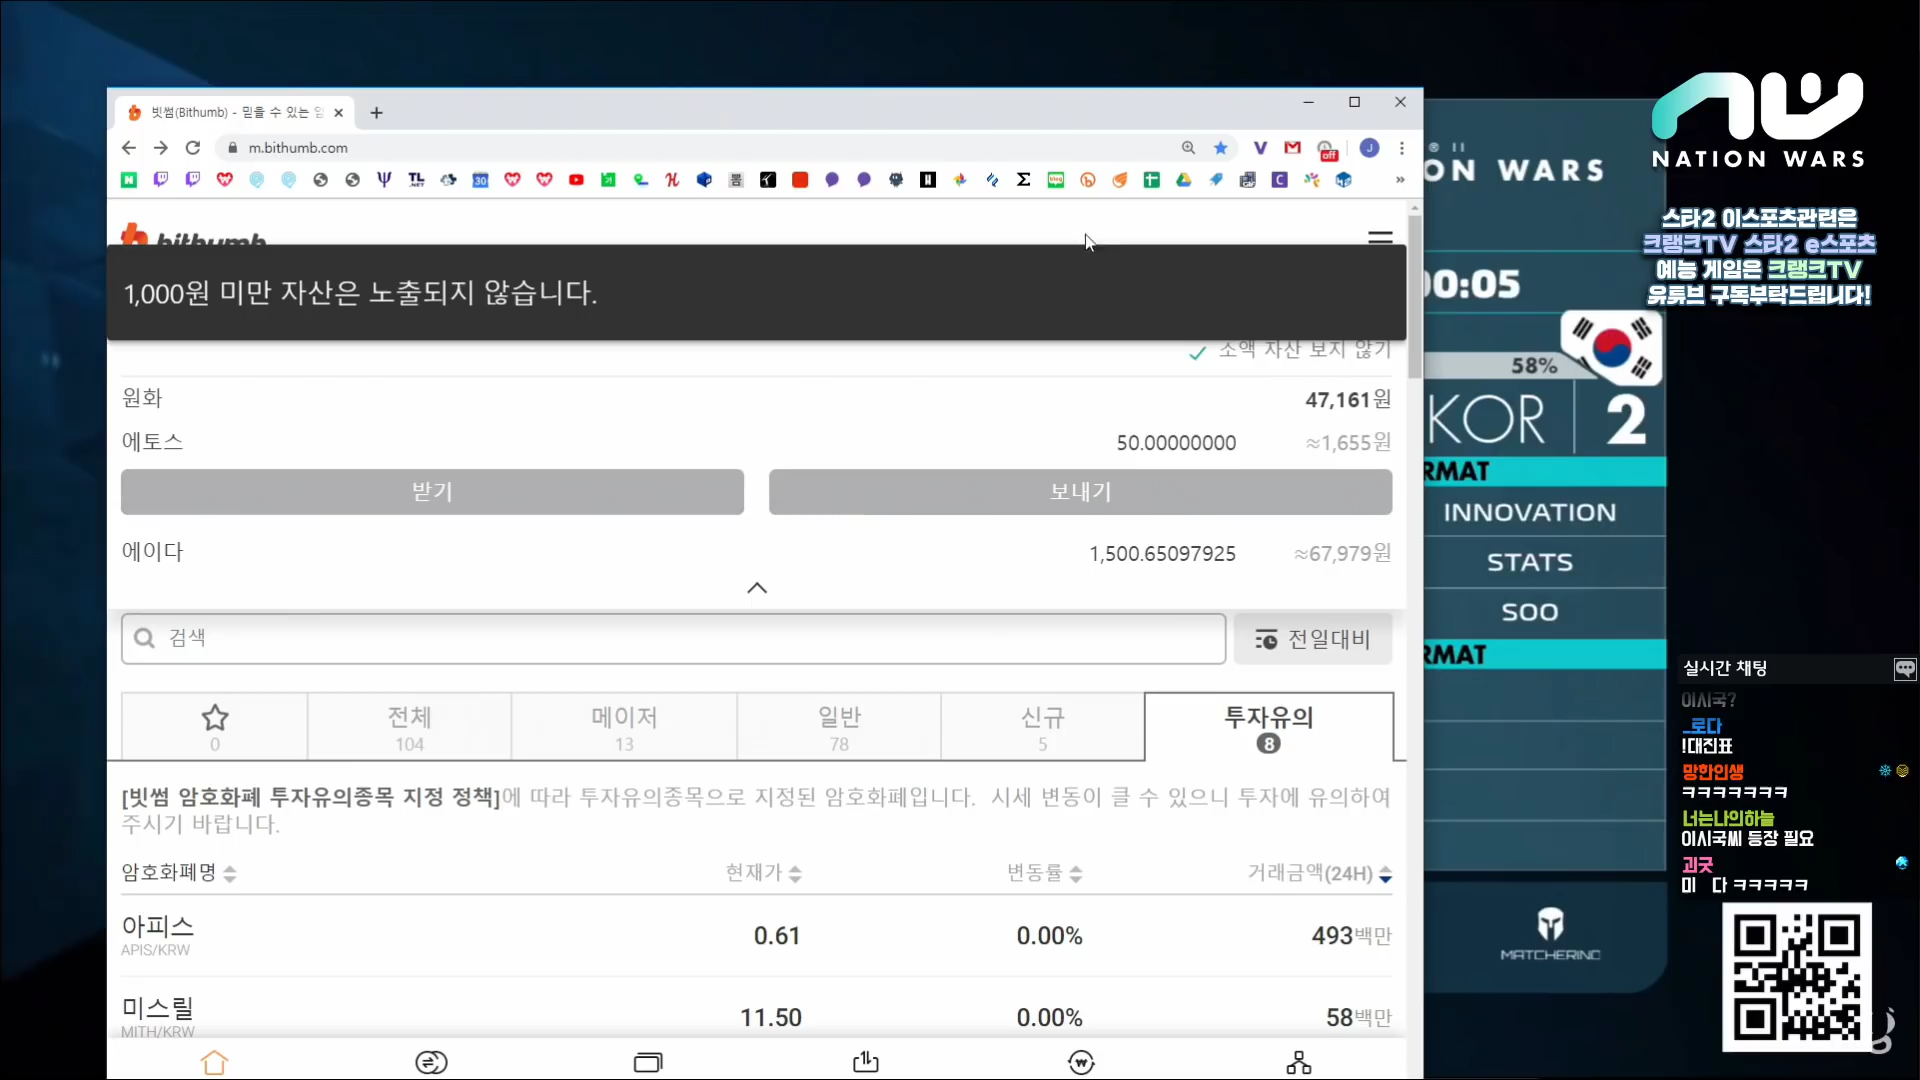 빗썸(Bithumb) - 믿을 수 있는 암
m.bithumb.com
off
J
30
bithumb
1,000원 미만 자산은 노출되지 않습니다.
소액 자산 보지 않기
원화 47,161원
에토스 50.00000000 ≈1,655원
받기 보내기
에이다 1,500.65097925 ≈67,979원
검색 전일대비
전체 메이저 일반 신규 투자유의
0 104 13 78 5 8
[빗썸 암호화폐 투자유의종목 지정 정책]에 따라 투자유의종목으로 지정된 암호화폐입니다. 시세 변동이 클 수 있으니 투자에 유의하여
주시기 바랍니다.
암호화폐명 현재가 변동률 거래금액(24H)
아피스 0.61 0.00% 493백만
APIS/KRW
미스릴 11.50 0.00% 58백만
MITH/KRW
ON WARS
00:05
58%
KOR 2
RMAT
INNOVATION
STATS
SOO
RMAT
MATCHERINO
NATION WARS
스타2 이스포츠관련은
크랭크TV 스타2 e스포츠
예능 게임은 크랭크TV
유튜브 구독부탁드립니다!
실시간 채팅
이시국?
_로다
!대진표
망한인생
ㅋㅋㅋㅋㅋㅋㅋ
너는나의하늘
이시국씨 등장 필요
괴굿
미 다 ㅋㅋㅋㅋㅋ